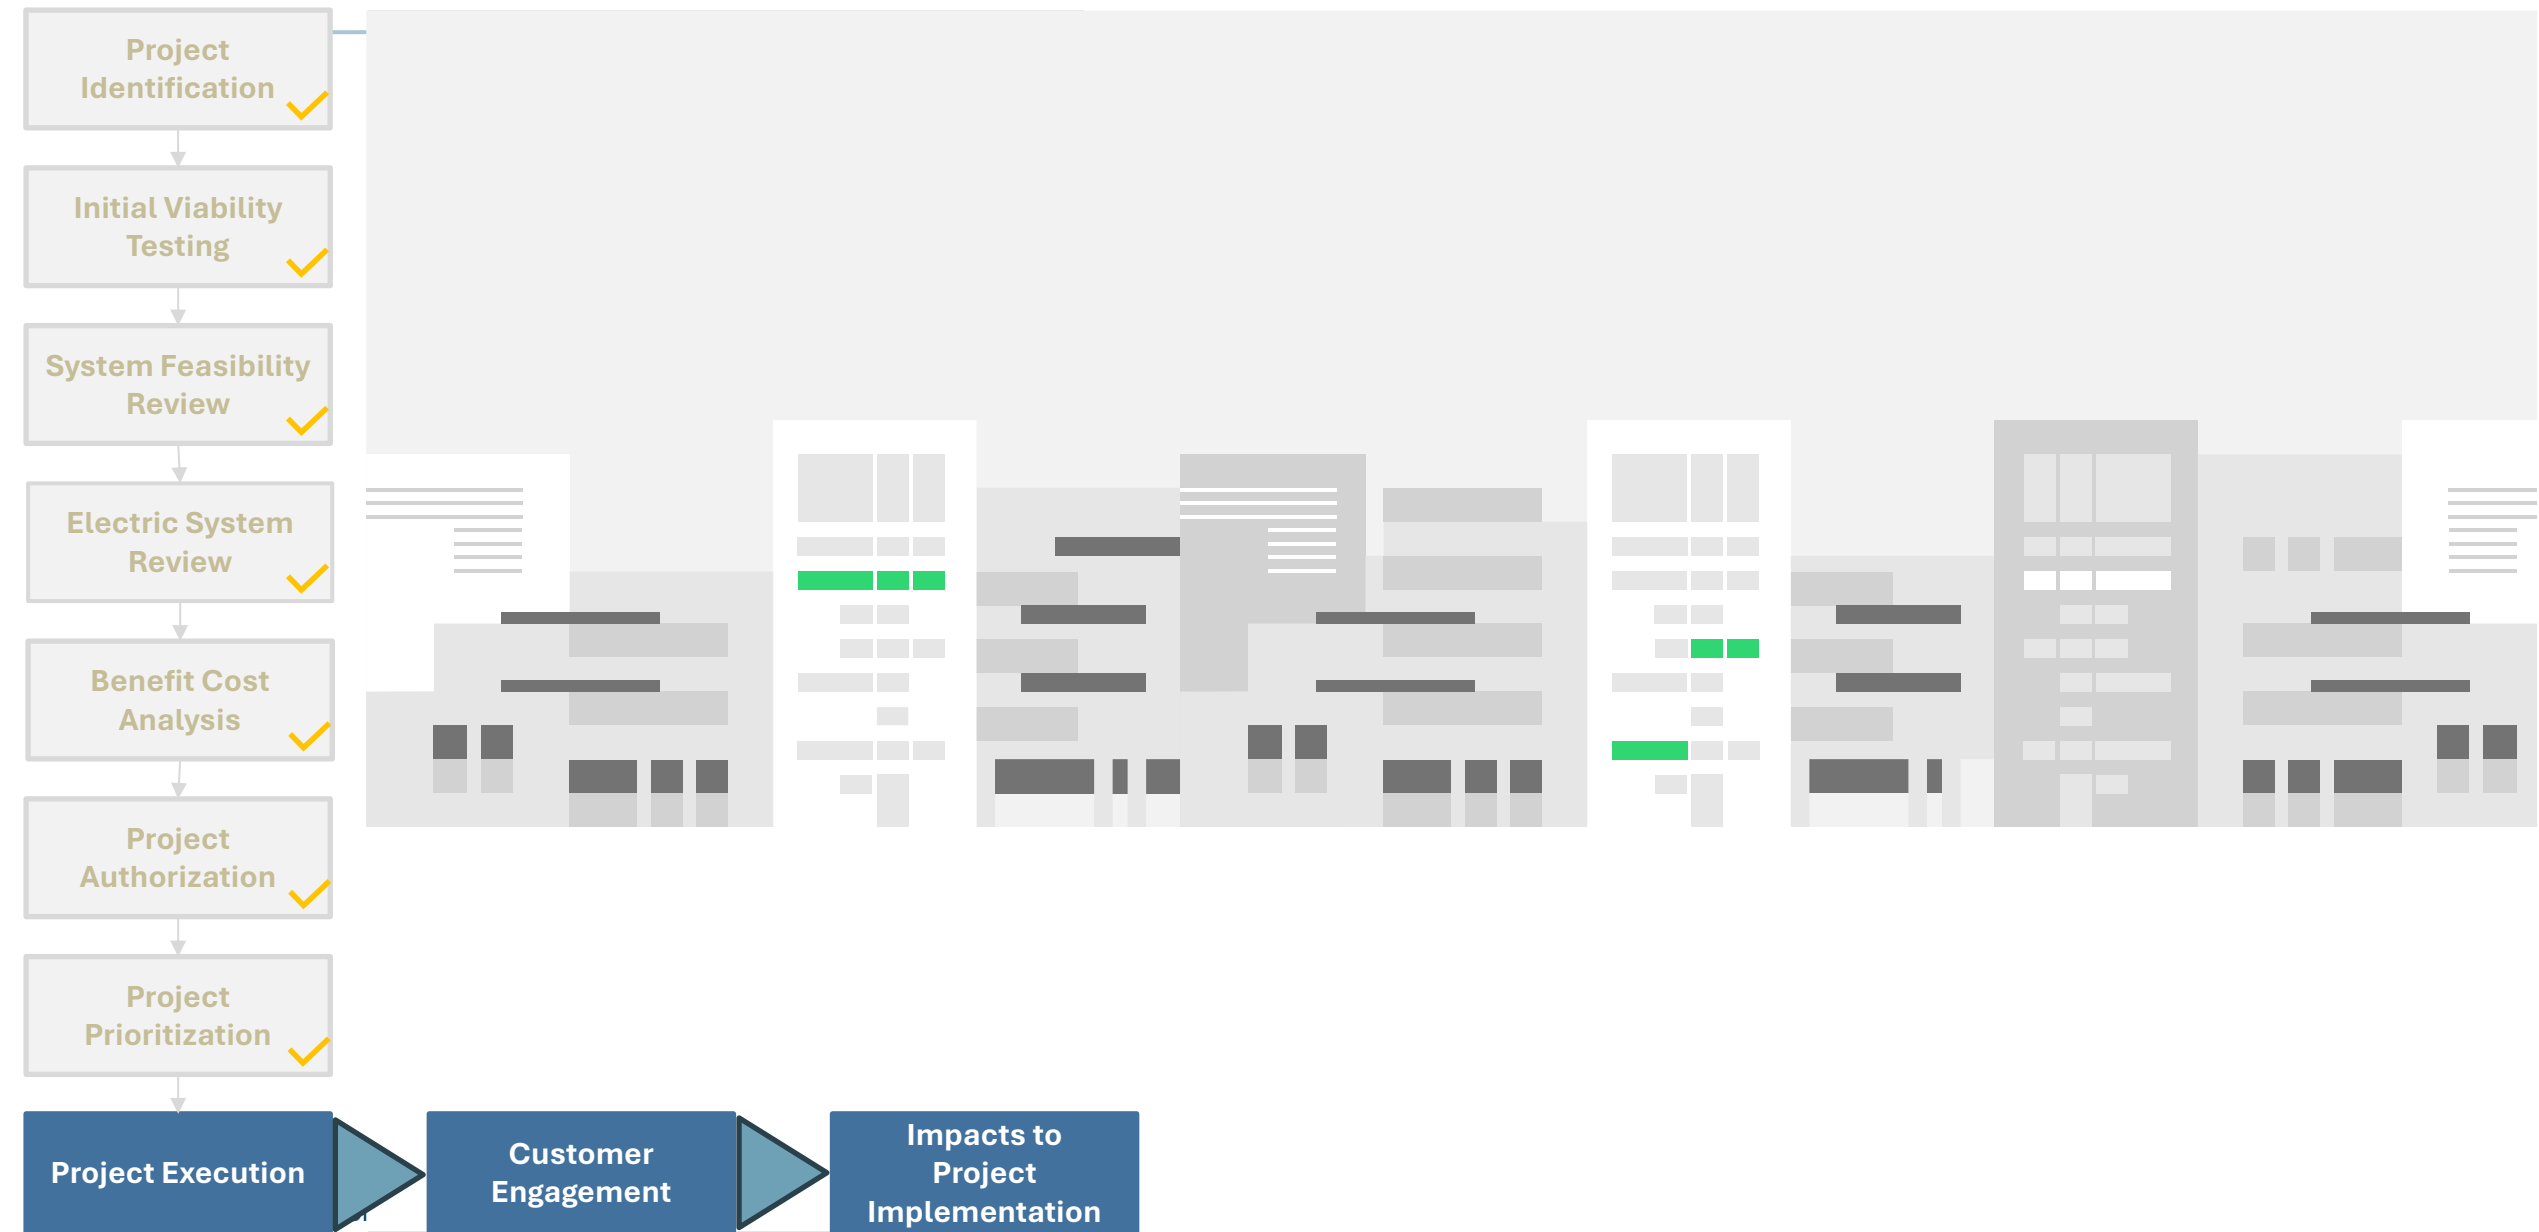 Project
Identification
Initial Viability
Testing
System Feasibility
Review
Electric System
Review
Benefit Cost
Analysis
Project
Authorization
Project
Prioritization
Project Execution
Customer
Engagement
Impacts to
Project
Implementation